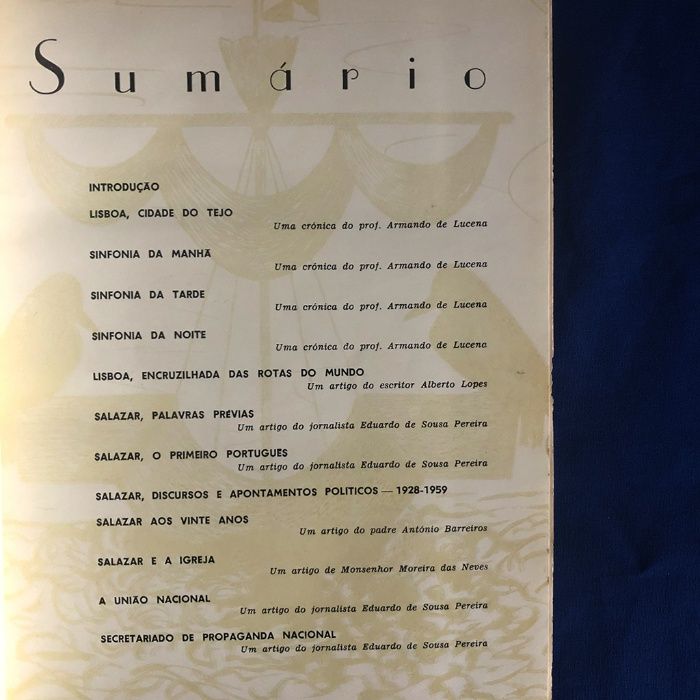 Sumário
INTRODUÇÃO
LISBOA, CIDADE DO TEJO
Uma crónica do prof. Armando de Lucena
SINFONIA DA MANHÃ
Uma crónica do prof. Armando de Lucena
SINFONIA DA TARDE
Uma crónica do prof. Armando de Lucena
SINFONIA DA NOITE
Uma crónica do prof. Armando de Lucena
LISBOA, ENCRUZILHADA DAS ROTAS DO MUNDO
Um artigo do escritor Alberto Lopes
SALAZAR, PALAVRAS PRÉVIAS
Um artigo do jornalista Eduardo de Sousa Pereira
SALAZAR, O PRIMEIRO PORTUGUÊS
Um artigo do jornalista Eduardo de Sousa Pereira
SALAZAR, DISCURSOS E APONTAMENTOS POLITICOS — 1928-1959
SALAZAR AOS VINTE ANOS
Um artigo do padre António Barreiros
SALAZAR E A IGREJA
Um artigo de Monsenhor Moreira das Neves
A UNIÃO NACIONAL
Um artigo do jornalista Eduardo de Sousa Pereira
SECRETARIADO DE PROPAGANDA NACIONAL
Um artigo do jornalista Eduardo de Sousa Pereira